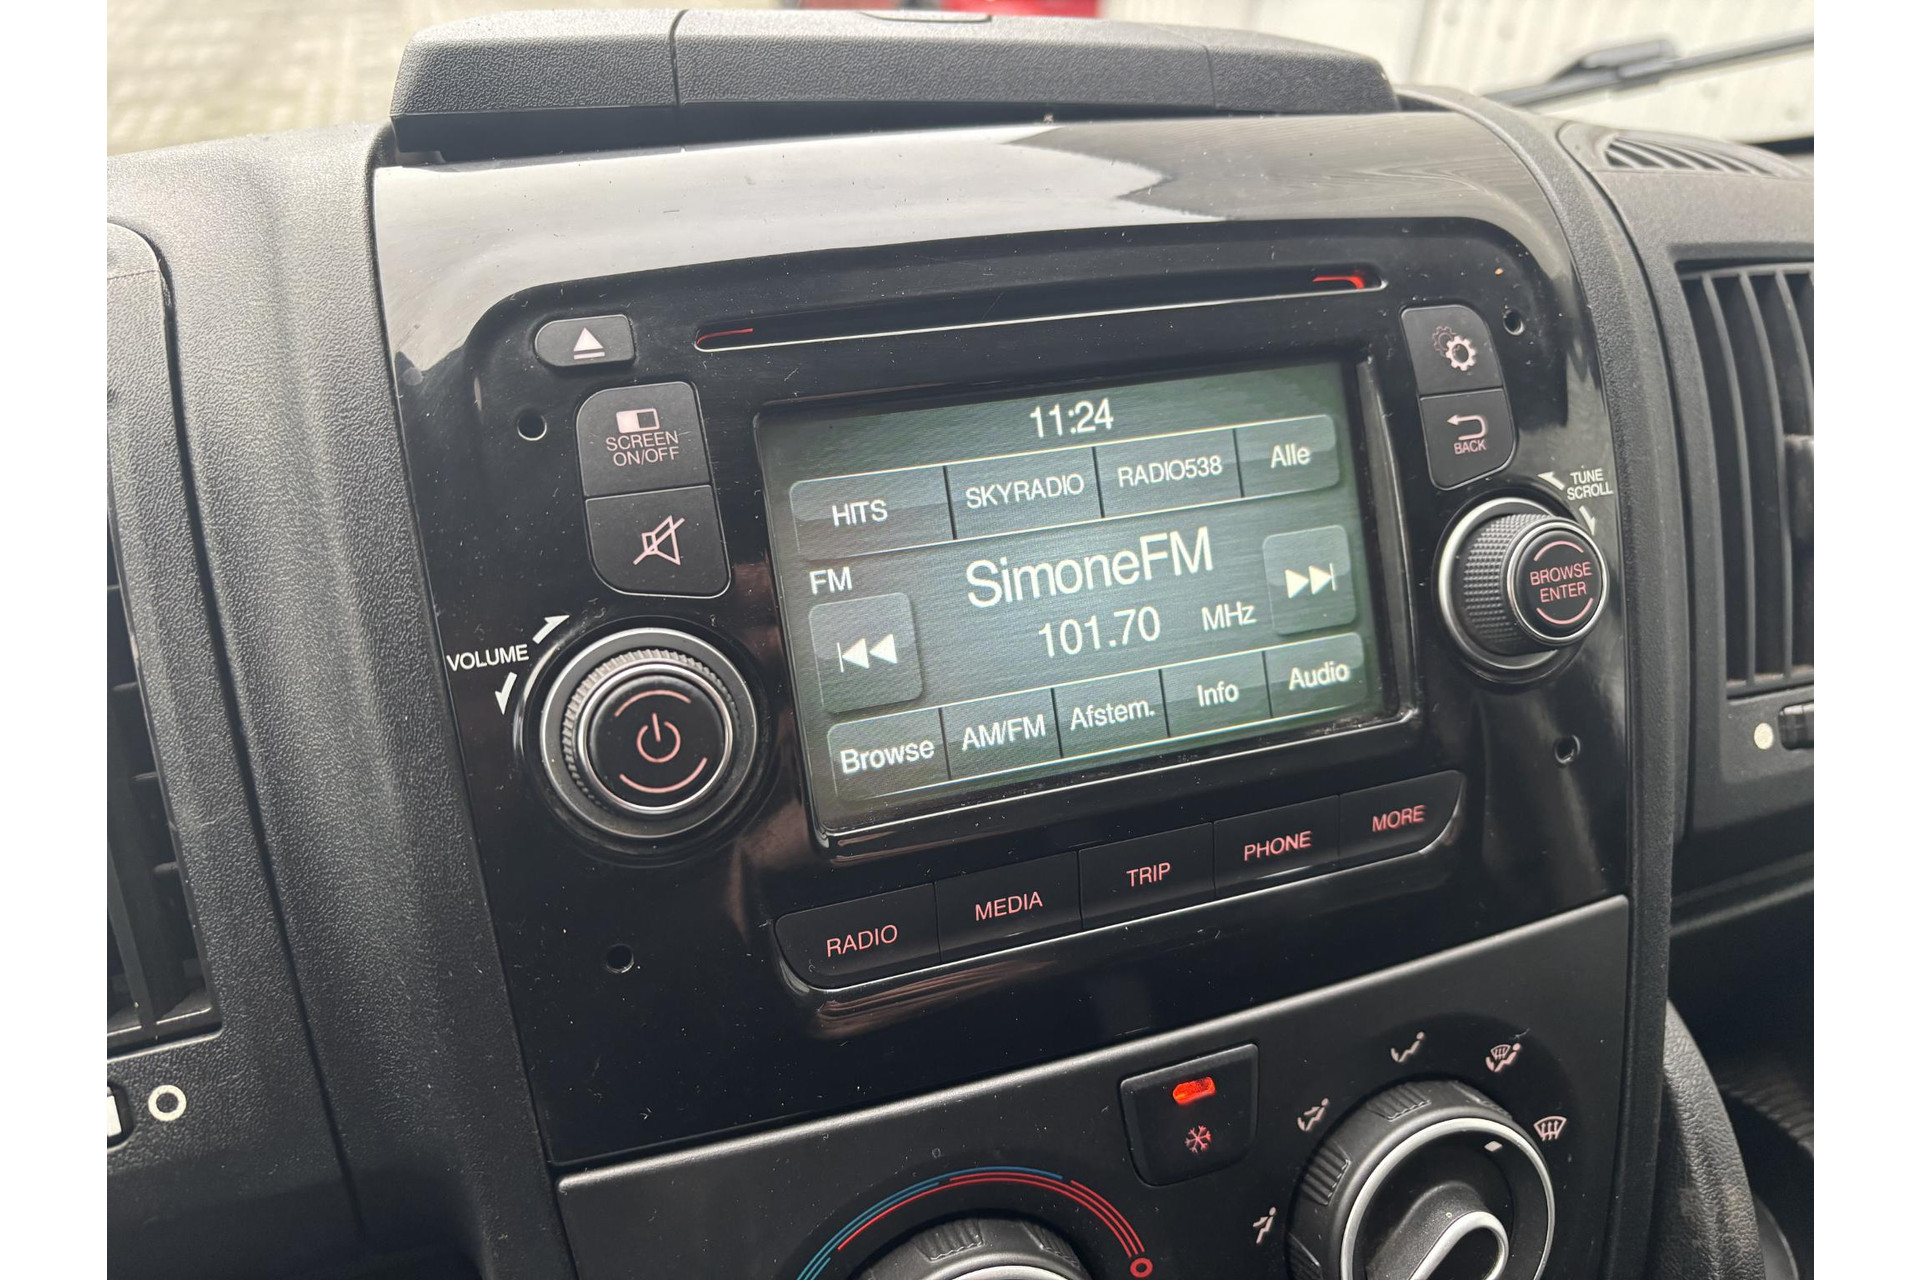 SCREEN
ON/OFF
VOLUME
11:24
HITS SKYRADIO RADIO538 Alle
FM
SimoneFM
101.70 MHz
Browse AM/FM Afstem. Info Audio
BACK
TUNE
SCROLL
BROWSE
ENTER
RADIO MEDIA TRIP PHONE MORE